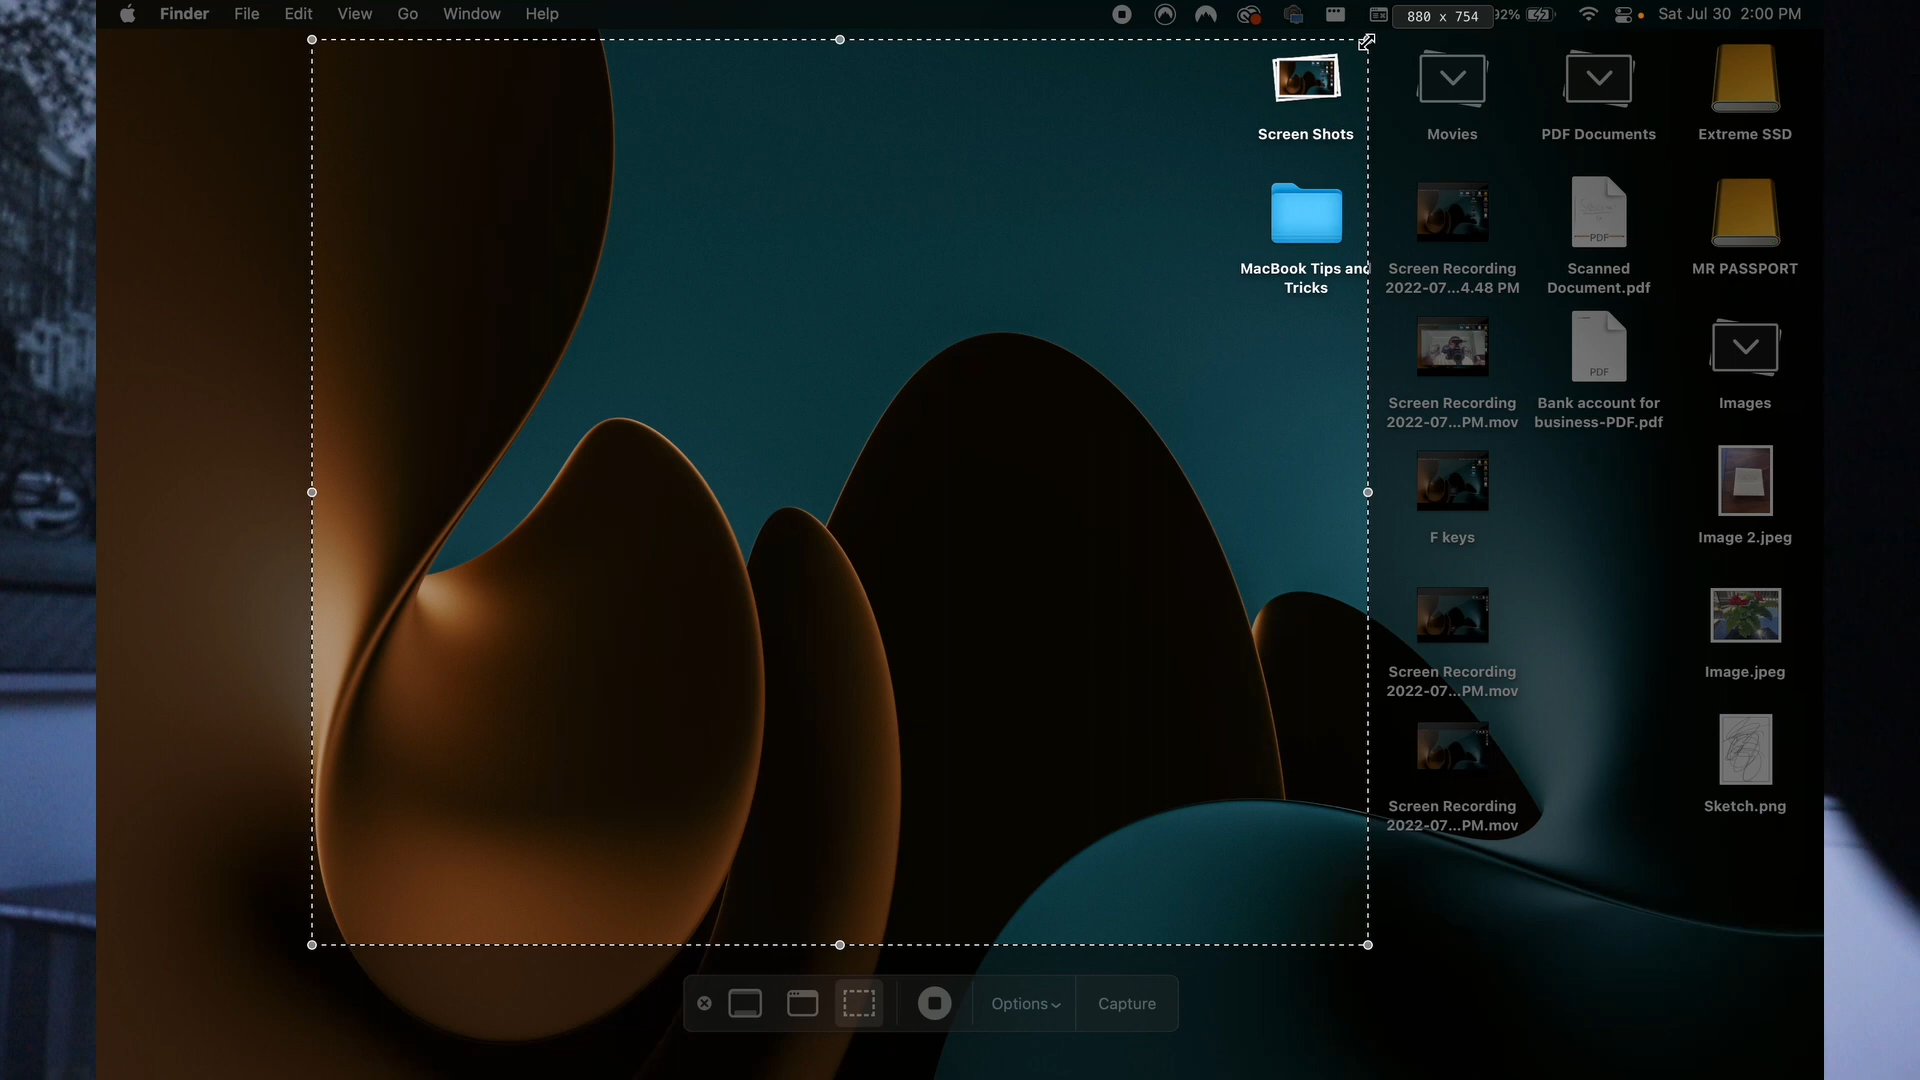 Finder File Edit View Go Window Help
880 x 754
92%
Sat Jul 30 2:00 PM
Screen Shots
Movies
PDF Documents
Extreme SSD
MacBook Tips and
Tricks
Screen Recording
2022-07...4.48 PM
PDF
Scanned
Document.pdf
MR PASSPORT
Screen Recording
2022-07...PM.mov
PDF
Bank account for
business-PDF.pdf
Images
F keys
Image 2.jpeg
Screen Recording
2022-07...PM.mov
Image.jpeg
Screen Recording
2022-07...PM.mov
Sketch.png
Options
Capture